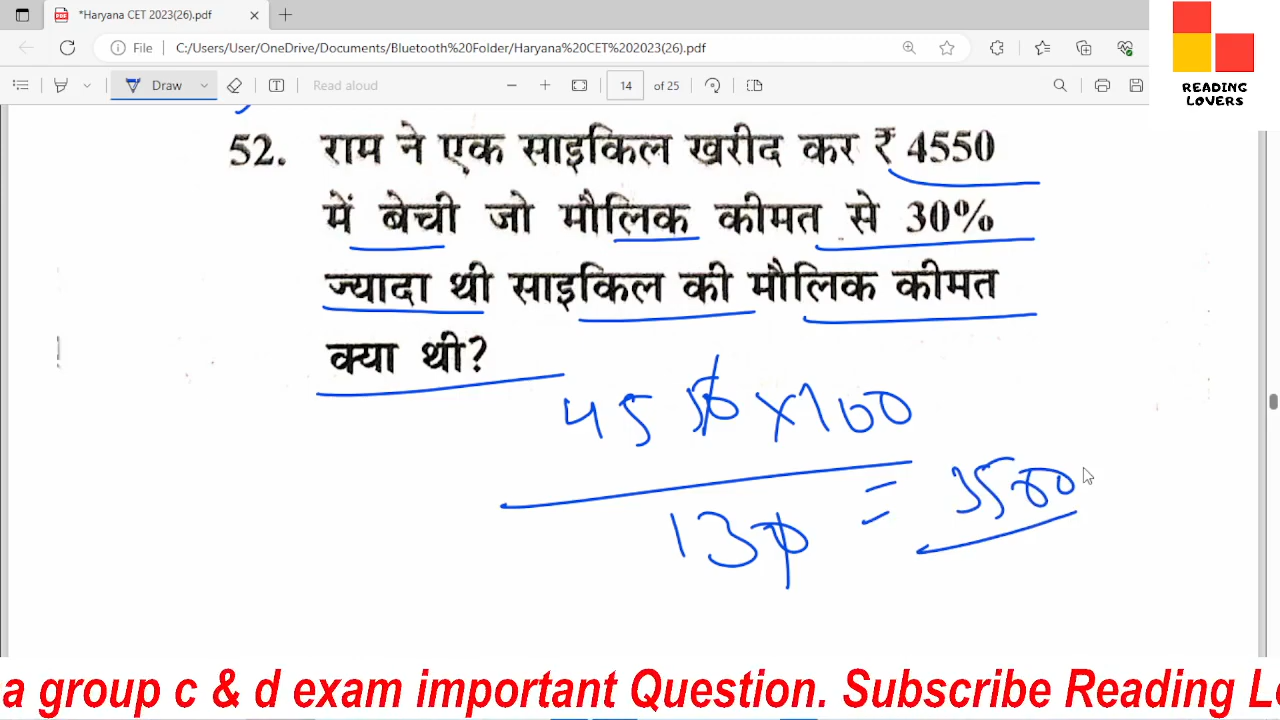 *Haryana CET 2023(26).pdf
File C:/Users/User/OneDrive/Documents/Bluetooth%20Folder/Haryana%20CET%202023(26).pdf
READING
LOVERS
Draw Read aloud 14 of 25
52. राम ने एक साइकिल खरीद कर ₹ 4550
में बेची जो मौलिक कीमत से 30%
ज्यादा थी साइकिल की मौलिक कीमत
क्या थी?
4550 x 100
130
= 3500
a group c & d exam important Question. Subscribe Reading L